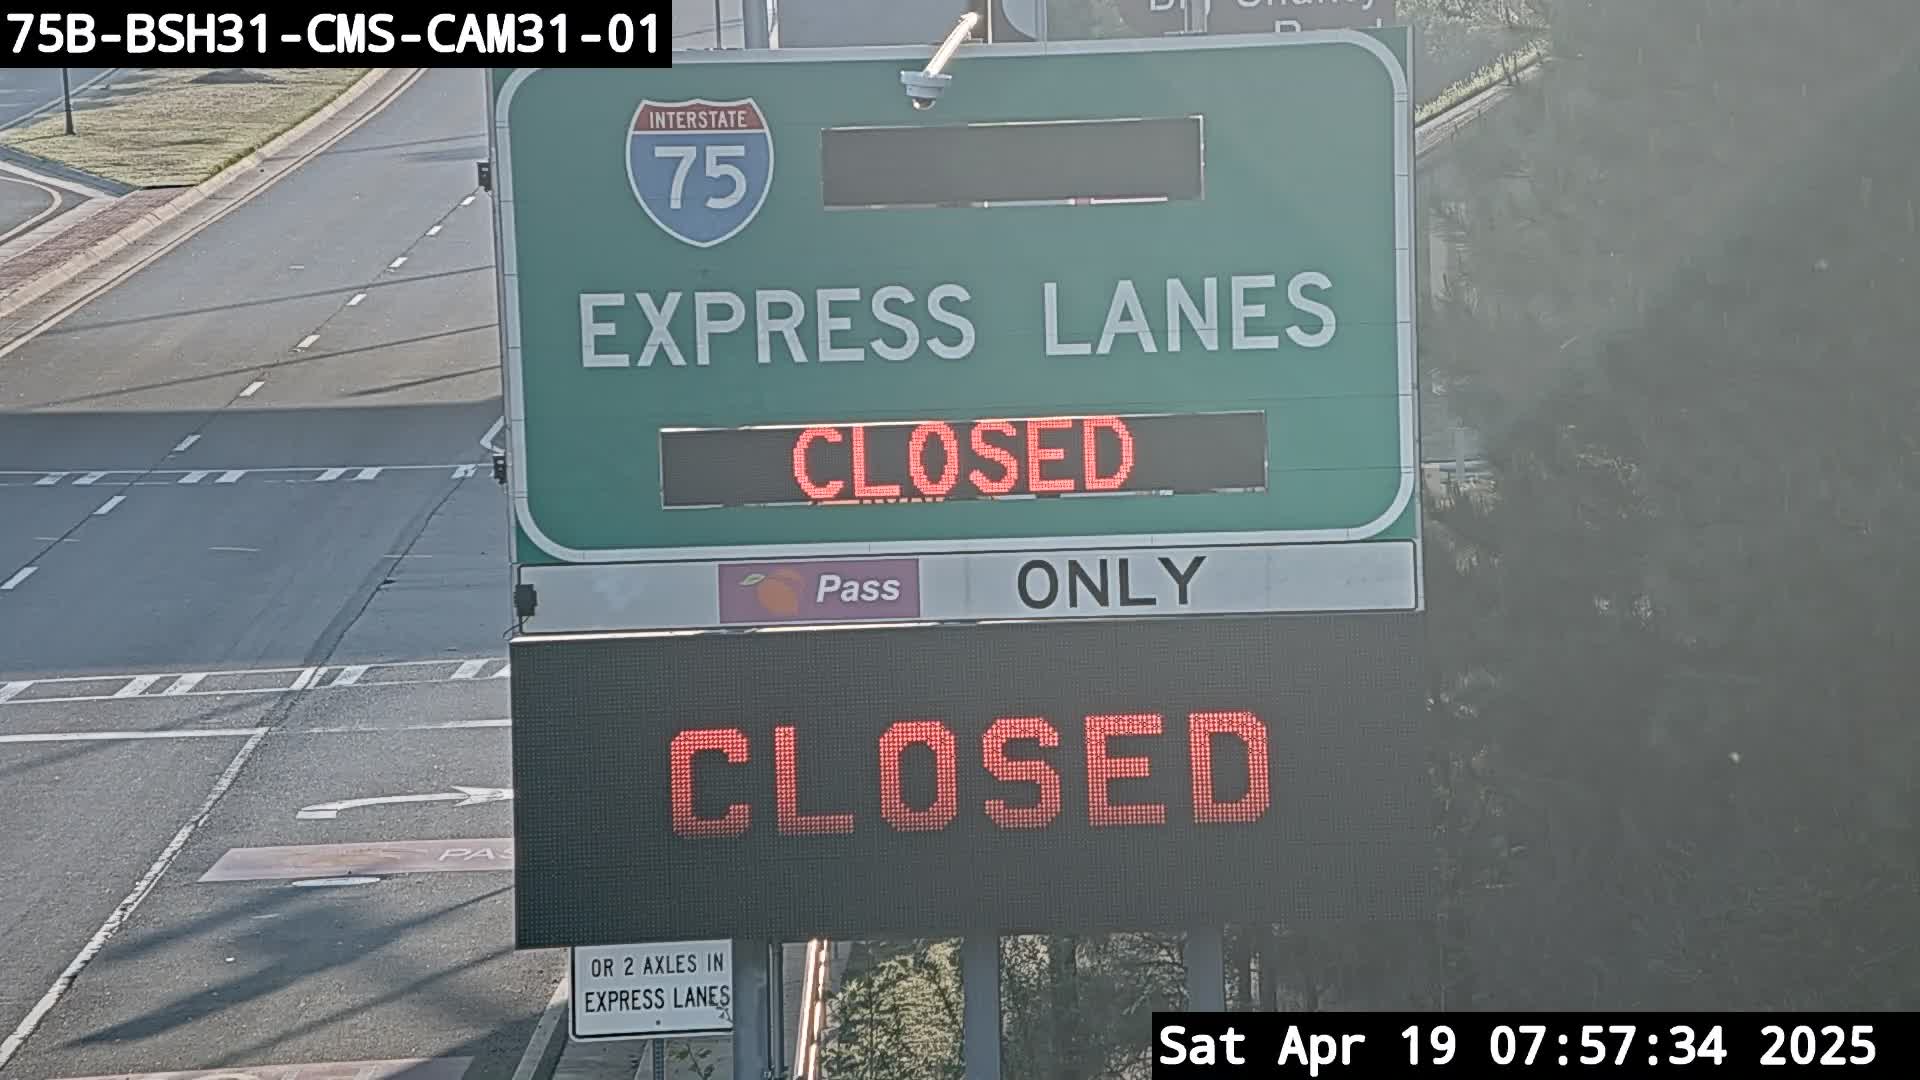 75B-BSH31-CMS-CAM31-01
INTERSTATE
75
EXPRESS LANES
CLOSED
Pass ONLY
CLOSED
OR 2 AXLES IN
EXPRESS LANES
Sat Apr 19 07:57:34 2025